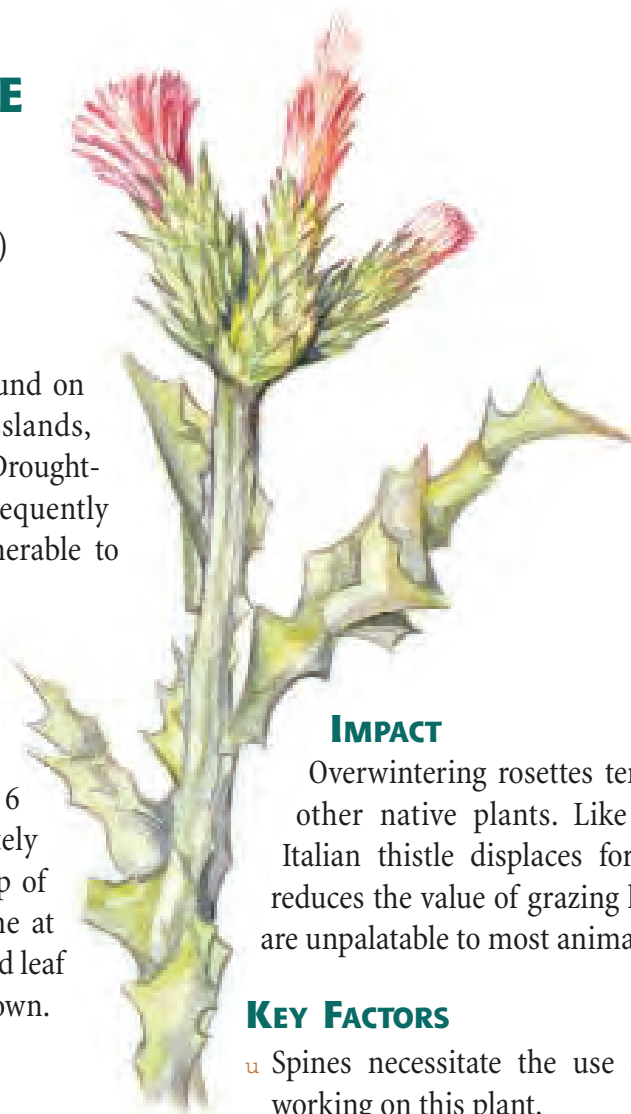 E
)
und on
slands,
Drought-
equently
nerable to
6
ely
p of
ne at
d leaf
own.
IMPACT
Overwintering rosettes ter
other native plants. Like
Italian thistle displaces for
reduces the value of grazing l
are unpalatable to most anima
KEY FACTORS
u Spines necessitate the use
working on this plant.